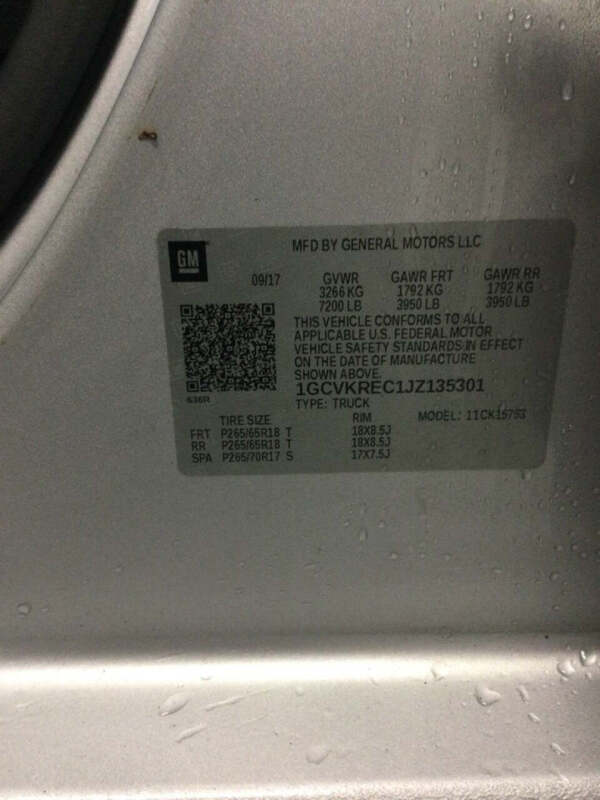 GM
MFD BY GENERAL MOTORS LLC
09/17 GVWR GAWR FRT GAWR RR
3266 KG 1792 KG 1792 KG
7200 LB 3950 LB 3950 LB
THIS VEHICLE CONFORMS TO ALL
APPLICABLE U.S. FEDERAL MOTOR
VEHICLE SAFETY STANDARDS IN EFFECT
ON THE DATE OF MANUFACTURE
SHOWN ABOVE.
1GCVKREC1JZ135301
636R TYPE: TRUCK
TIRE SIZE RIM MODEL: 11CK15753
FRT P265/65R18 T 18X8.5J
RR P265/65R18 T 18X8.5J
SPA P265/70R17 S 17X7.5J